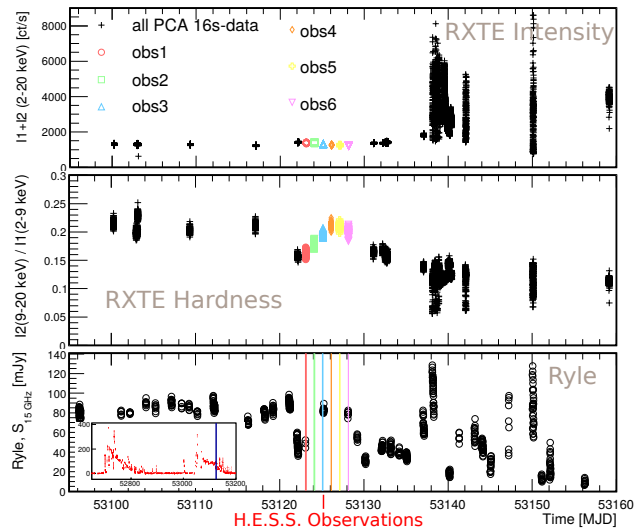 I1+I2 (2-20 keV) [ct/s]
8000
6000
4000
2000
all PCA 16s-data
obs1
obs2
obs3
obs4
obs5
obs6
RXTE Intensity
I2(9-20 keV) / I1(2-9 keV)
0.3
0.25
0.2
0.15
0.1
0.05
0
RXTE Hardness
Ryle, S15 GHz [mJy]
140
120
100
80
60
40
20
0
Ryle
400
200
0
52800
53000
53200
53100
53110
53120
53130
53140
53150
53160
Time [MJD]
H.E.S.S. Observations